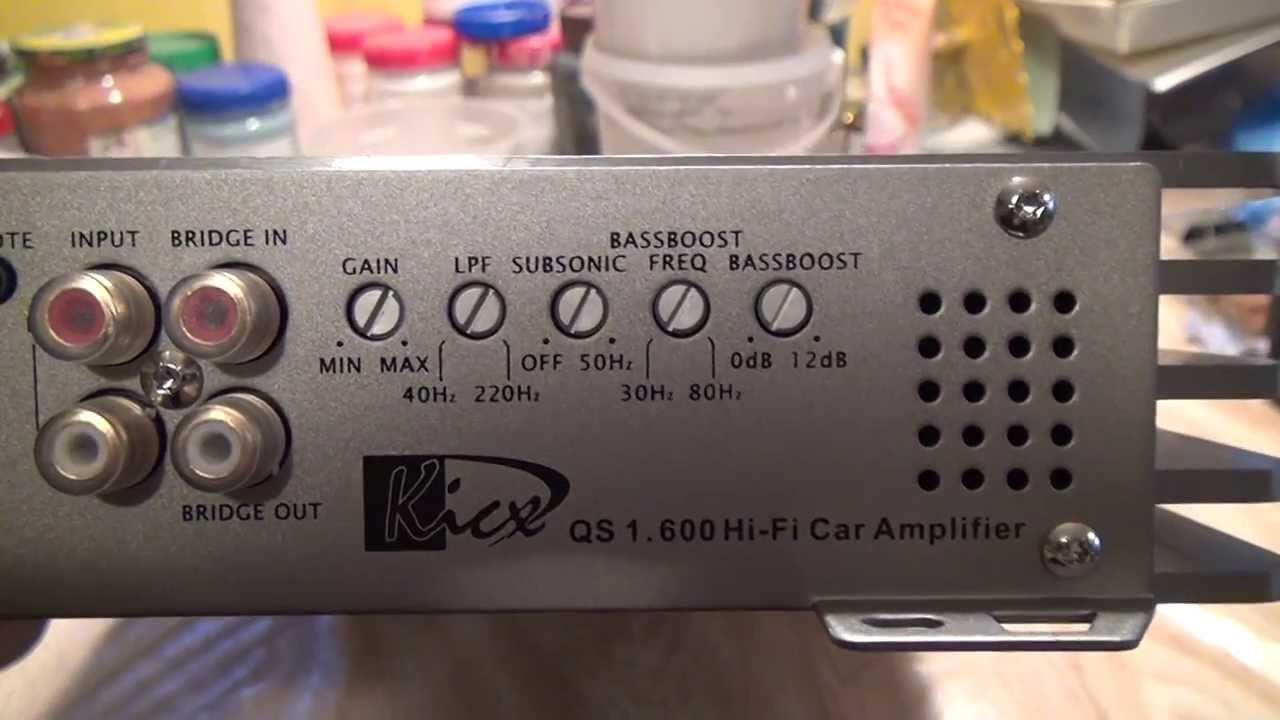 INPUT
BRIDGE IN
BASSBOOST
GAIN LPF SUBSONIC FREQ BASSBOOST
MIN MAX OFF 50Hz 0dB 12dB
40Hz 220Hz 30Hz 80Hz
BRIDGE OUT
Kicx
QS 1.600 Hi-Fi Car Amplifier